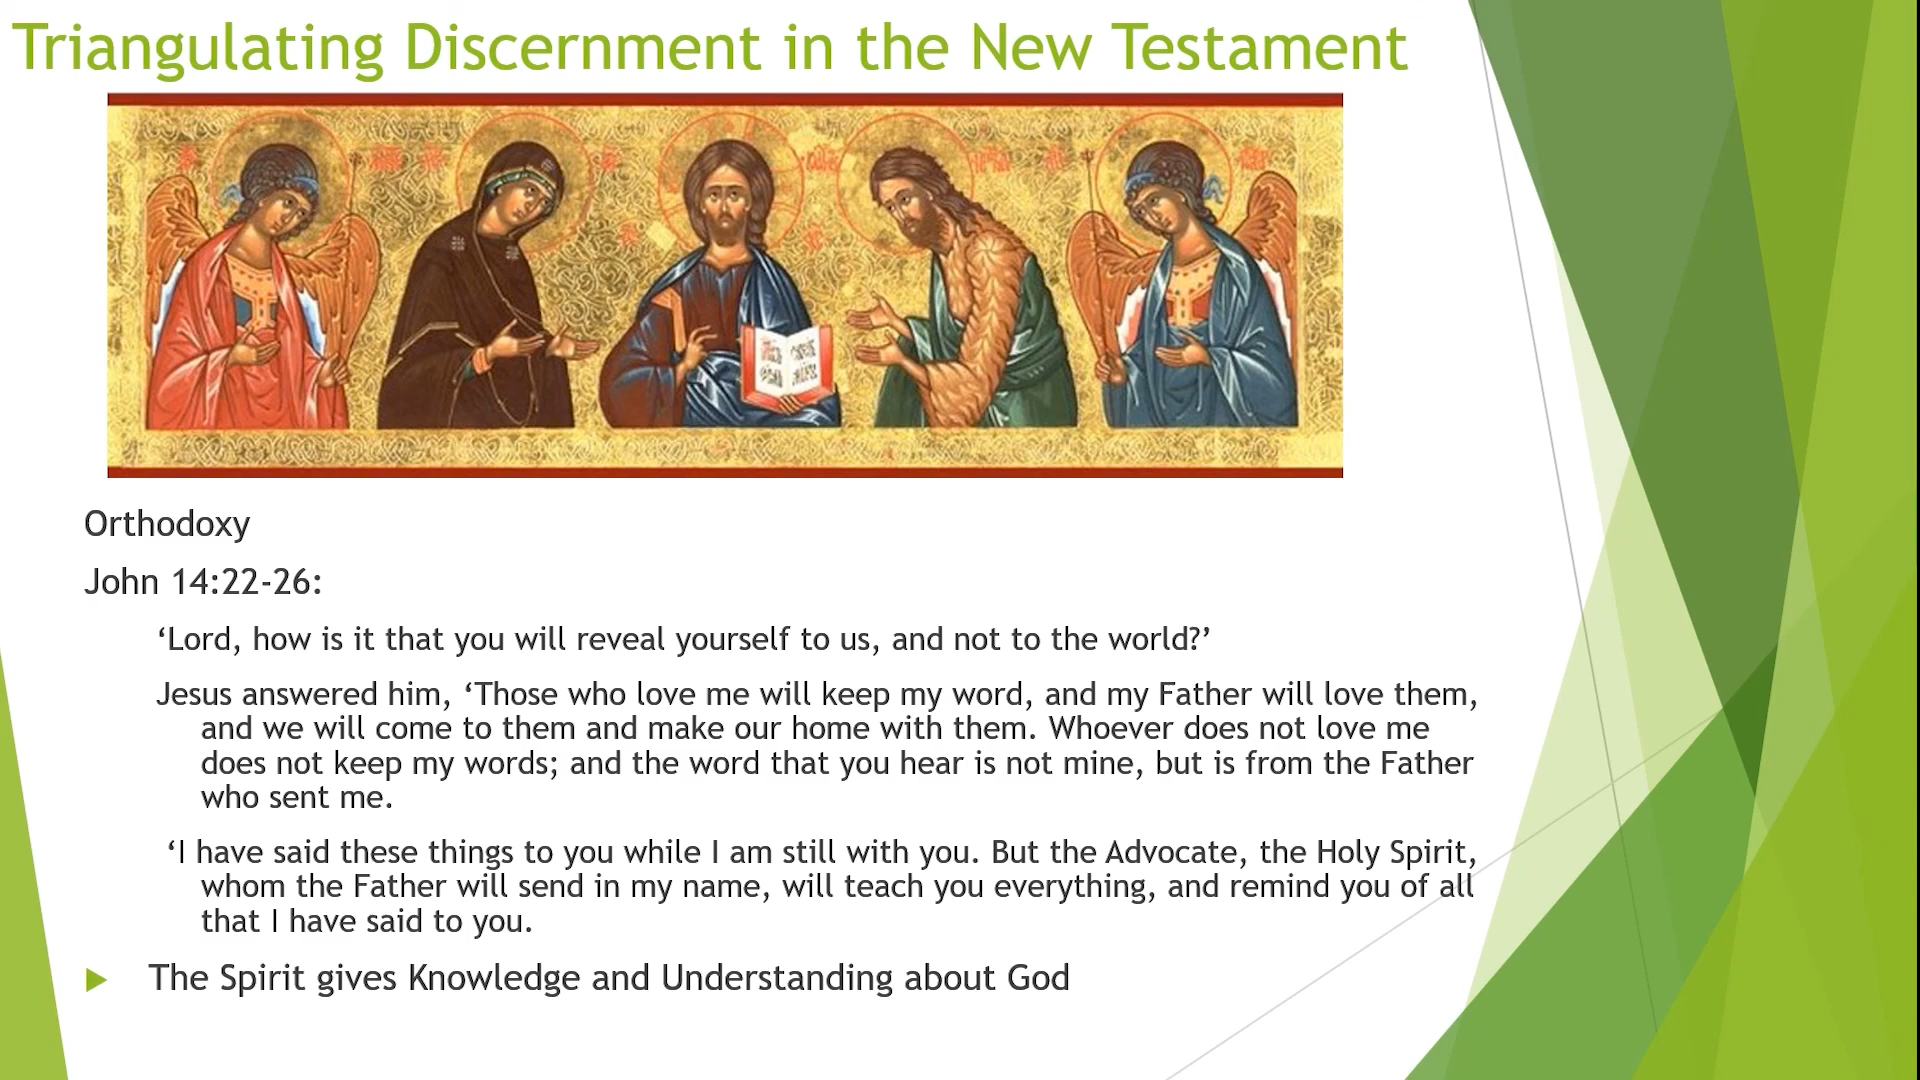 Triangulating Discernment in the New Testament
Orthodoxy
John 14:22-26:
‘Lord, how is it that you will reveal yourself to us, and not to the world?’
Jesus answered him, ‘Those who love me will keep my word, and my Father will love them,
and we will come to them and make our home with them. Whoever does not love me
does not keep my words; and the word that you hear is not mine, but is from the Father
who sent me.
‘I have said these things to you while I am still with you. But the Advocate, the Holy Spirit,
whom the Father will send in my name, will teach you everything, and remind you of all
that I have said to you.
The Spirit gives Knowledge and Understanding about God